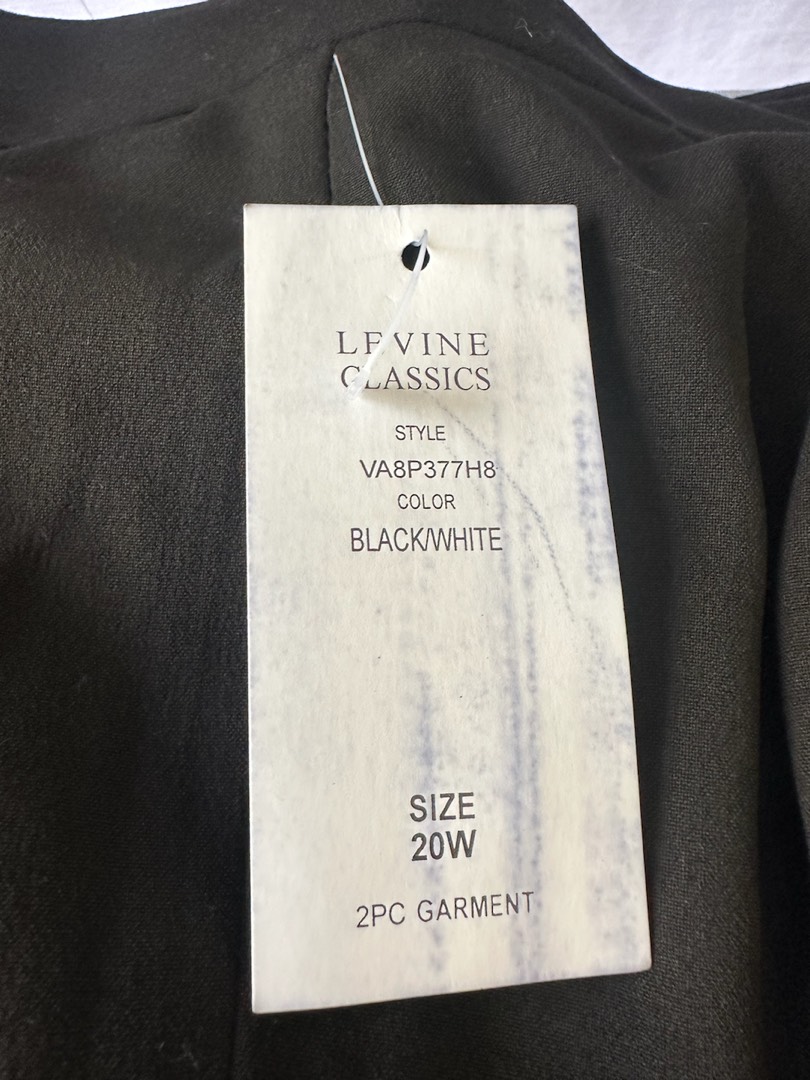 LEVINE
CLASSICS
STYLE
VA8P377H8
COLOR
BLACK/WHITE
SIZE
20W
2PC GARMENT